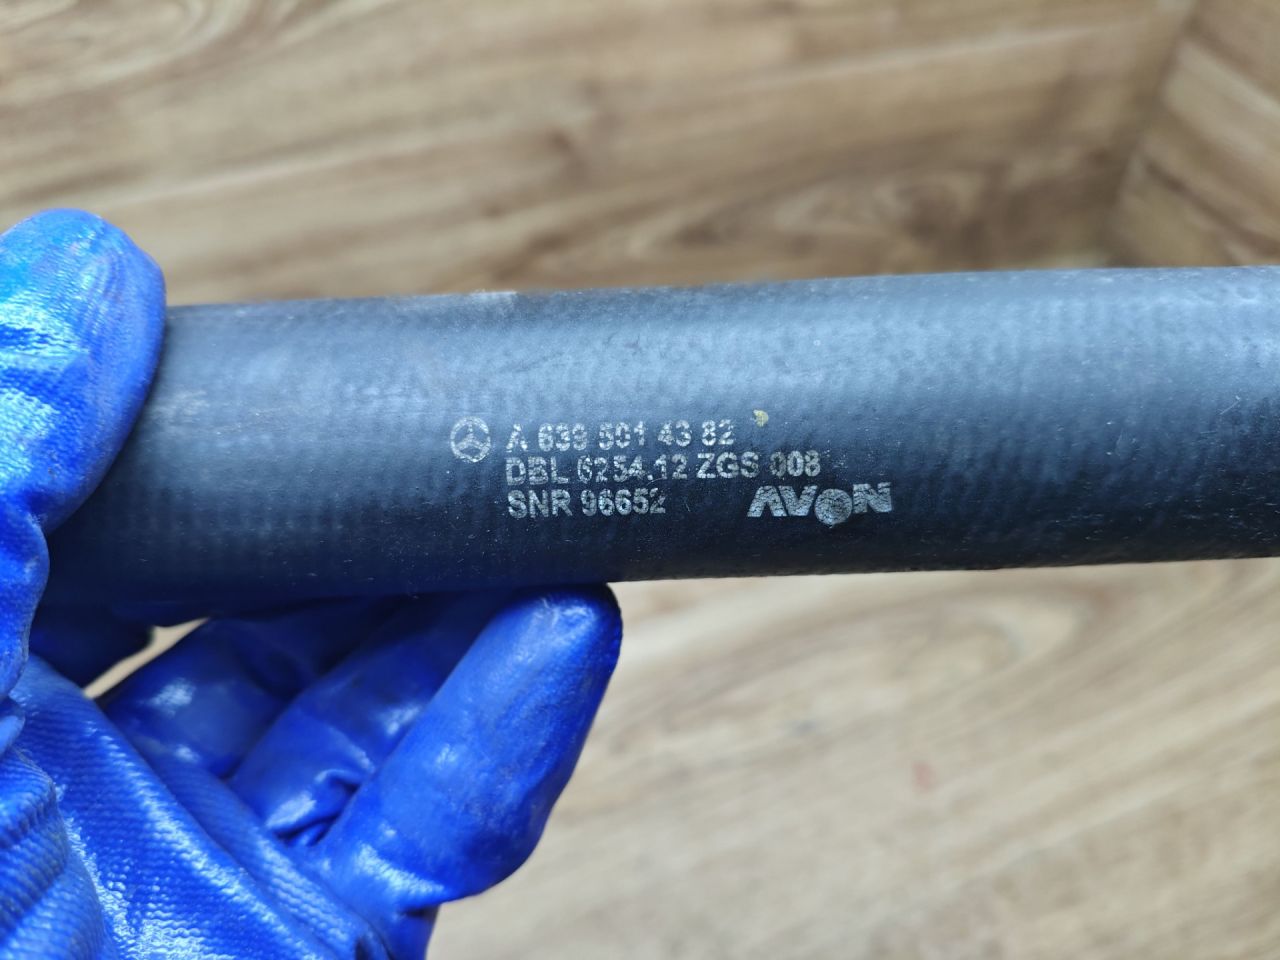 A 639 501 43 82
DBL 6254.12 ZGS 008
SNR 96652 AVON